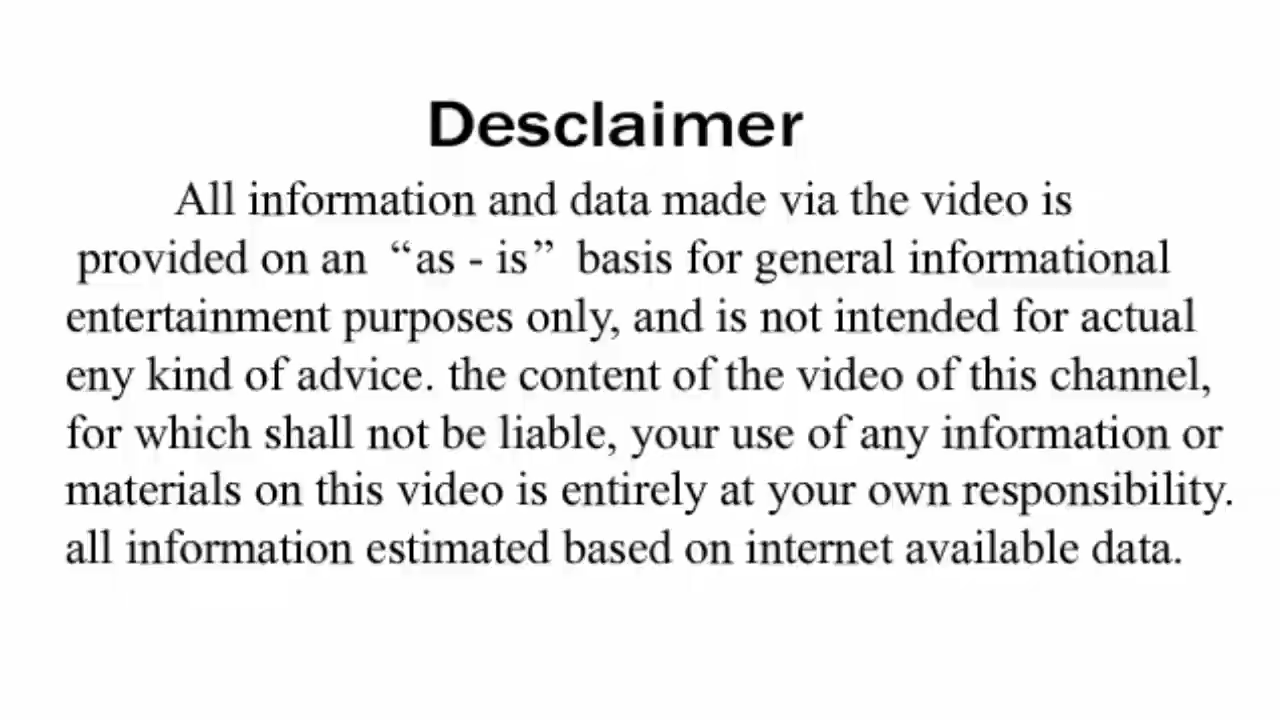 Desclaimer
All information and data made via the video is
provided on an “as - is” basis for general informational
entertainment purposes only, and is not intended for actual
eny kind of advice. the content of the video of this channel,
for which shall not be liable, your use of any information or
materials on this video is entirely at your own responsibility.
all information estimated based on internet available data.